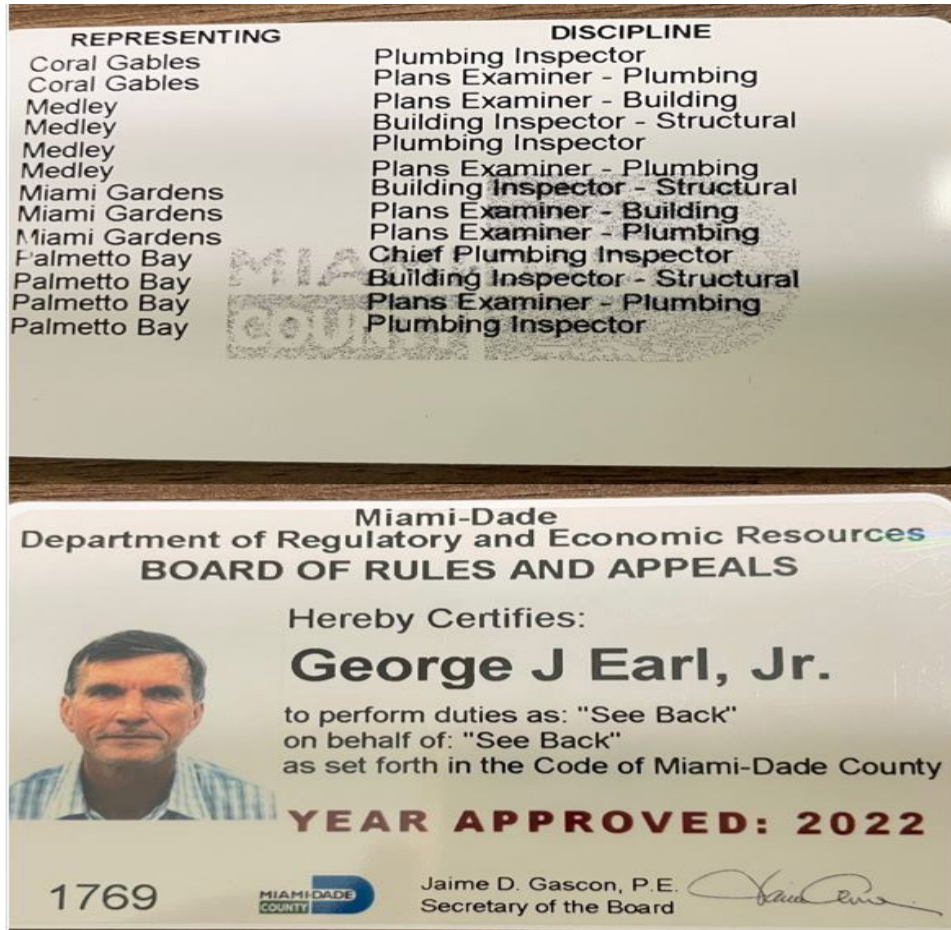 REPRESENTING DISCIPLINE
Coral Gables Plumbing Inspector
Coral Gables Plans Examiner - Plumbing
Medley Plans Examiner - Building
Medley Building Inspector - Structural
Medley Plumbing Inspector
Medley Plans Examiner - Plumbing
Miami Gardens Building Inspector - Structural
Miami Gardens Plans Examiner - Building
Miami Gardens Plans Examiner - Plumbing
Palmetto Bay Chief Plumbing Inspector
Palmetto Bay Building Inspector - Structural
Palmetto Bay Plans Examiner - Plumbing
Palmetto Bay Plumbing Inspector
MIAMI
COUNTY
Miami-Dade
Department of Regulatory and Economic Resources
BOARD OF RULES AND APPEALS
Hereby Certifies:
George J Earl, Jr.
to perform duties as: "See Back"
on behalf of: "See Back"
as set forth in the Code of Miami-Dade County
YEAR APPROVED: 2022
1769
MIAMI-DADE
COUNTY
Jaime D. Gascon, P.E.
Secretary of the Board